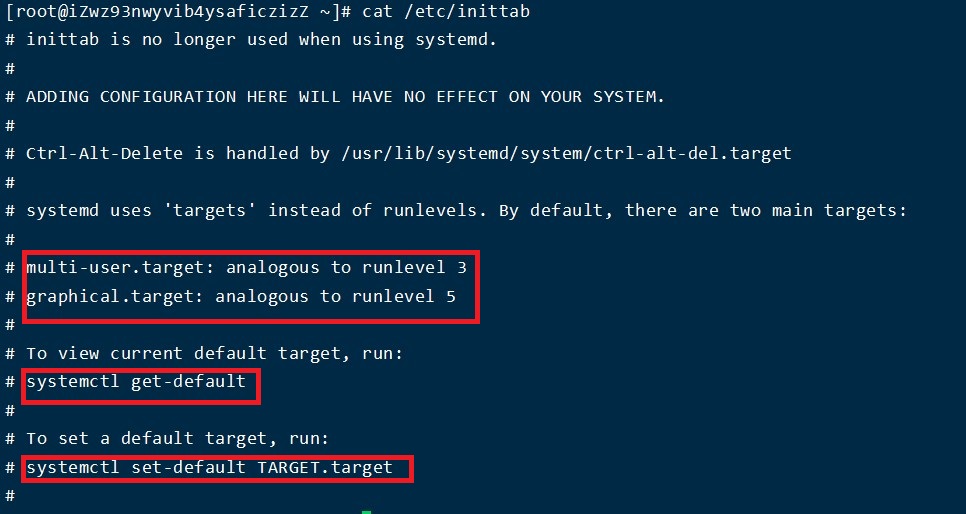 [root@iZwz93nwyvib4ysaficzizZ ~]# cat /etc/inittab
# inittab is no longer used when using systemd.
#
# ADDING CONFIGURATION HERE WILL HAVE NO EFFECT ON YOUR SYSTEM.
#
# Ctrl-Alt-Delete is handled by /usr/lib/systemd/system/ctrl-alt-del.target
#
# systemd uses 'targets' instead of runlevels. By default, there are two main targets:
#
# multi-user.target: analogous to runlevel 3
# graphical.target: analogous to runlevel 5
#
# To view current default target, run:
# systemctl get-default
#
# To set a default target, run:
# systemctl set-default TARGET.target
#